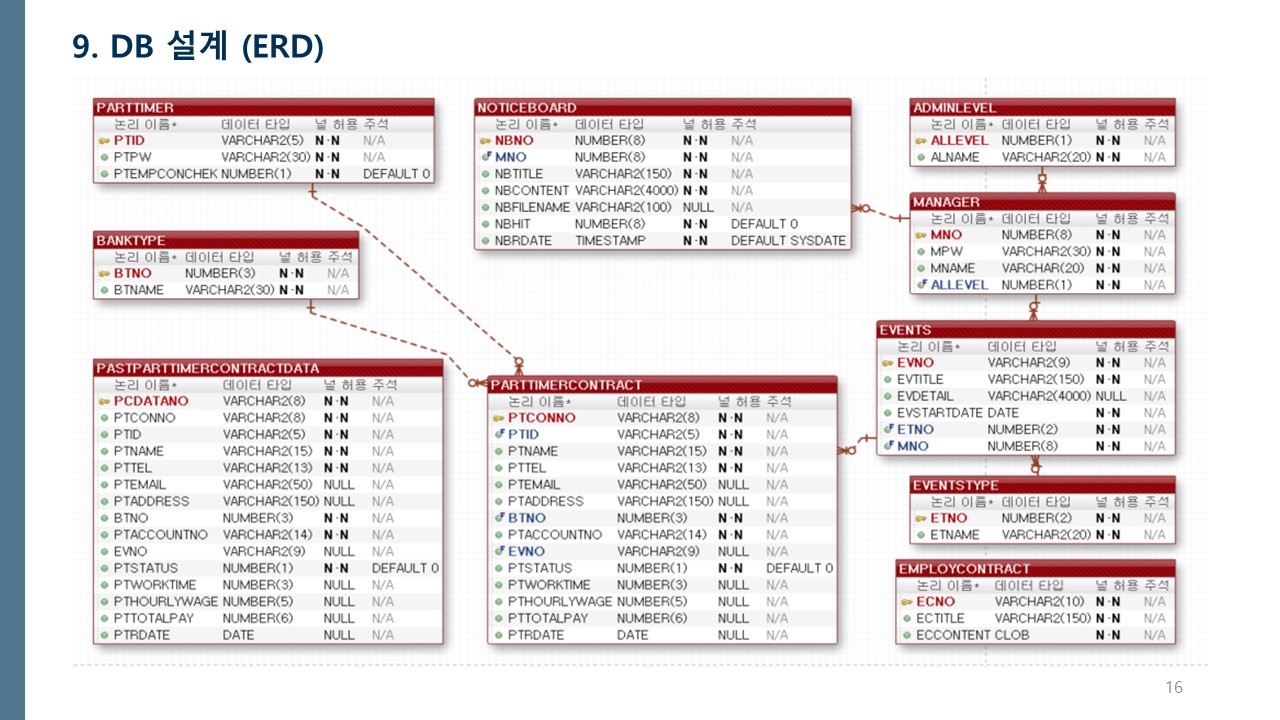 9. DB 설계 (ERD)
PARTTIMER
논리 이름* 데이터 타입 널 허용 주석
PTID VARCHAR2(5) N·N N/A
PTPW VARCHAR2(30) N·N N/A
PTEMPCONCHEK NUMBER(1) N·N DEFAULT 0
BANKTYPE
논리 이름* 데이터 타입 널 허용 주석
BTNO NUMBER(3) N·N N/A
BTNAME VARCHAR2(30) N·N N/A
PASTPARTTIMERCONTRACTDATA
논리 이름* 데이터 타입 널 허용 주석
PCDATANO VARCHAR2(8) N·N N/A
PTCONNO VARCHAR2(8) N·N N/A
PTID VARCHAR2(5) N·N N/A
PTNAME VARCHAR2(15) N·N N/A
PTTEL VARCHAR2(13) N·N N/A
PTEMAIL VARCHAR2(50) NULL N/A
PTADDRESS VARCHAR2(150) NULL N/A
BTNO NUMBER(3) N·N N/A
PTACCOUNTNO VARCHAR2(14) N·N N/A
EVNO VARCHAR2(9) NULL N/A
PTSTATUS NUMBER(1) N·N DEFAULT 0
PTWORKTIME NUMBER(3) NULL N/A
PTHOURLYWAGE NUMBER(5) NULL N/A
PTTOTALPAY NUMBER(6) NULL N/A
PTRDATE DATE NULL N/A
NOTICEBOARD
논리 이름* 데이터 타입 널 허용 주석
NBNO NUMBER(8) N·N N/A
MNO NUMBER(8) N·N N/A
NBTITLE VARCHAR2(150) N·N N/A
NBCONTENT VARCHAR2(4000) N·N N/A
NBFILENAME VARCHAR2(100) NULL N/A
NBHIT NUMBER(8) N·N DEFAULT 0
NBRDATE TIMESTAMP N·N DEFAULT SYSDATE
PARTTIMERCONTRACT
논리 이름* 데이터 타입 널 허용 주석
PTCONNO VARCHAR2(8) N·N N/A
PTID VARCHAR2(5) N·N N/A
PTNAME VARCHAR2(15) N·N N/A
PTTEL VARCHAR2(13) N·N N/A
PTEMAIL VARCHAR2(50) NULL N/A
PTADDRESS VARCHAR2(150) NULL N/A
BTNO NUMBER(3) N·N N/A
PTACCOUNTNO VARCHAR2(14) N·N N/A
EVNO VARCHAR2(9) NULL N/A
PTSTATUS NUMBER(1) N·N DEFAULT 0
PTWORKTIME NUMBER(3) NULL N/A
PTHOURLYWAGE NUMBER(5) NULL N/A
PTTOTALPAY NUMBER(6) NULL N/A
PTRDATE DATE NULL N/A
ADMINLEVEL
논리 이름* 데이터 타입 널 허용 주석
ALLEVEL NUMBER(1) N·N N/A
ALNAME VARCHAR2(20) N·N N/A
MANAGER
논리 이름* 데이터 타입 널 허용 주석
MNO NUMBER(8) N·N N/A
MPW VARCHAR2(30) N·N N/A
MNAME VARCHAR(20) N·N N/A
ALLEVEL NUMBER(1) N·N N/A
EVENTS
논리 이름* 데이터 타입 널 허용 주석
EVNO VARCHAR2(9) N·N N/A
EVTITLE VARCHAR2(150) N·N N/A
EVDETAIL VARCHAR2(4000) NULL N/A
EVSTARTDATE DATE N·N N/A
ETNO NUMBER(2) N·N N/A
MNO NUMBER(8) N·N N/A
EVENTSTYPE
논리 이름* 데이터 타입 널 허용 주석
ETNO NUMBER(2) N·N N/A
ETNAME VARCHAR2(20) N·N N/A
EMPLOYCONTRACT
논리 이름* 데이터 타입 널 허용 주석
ECNO VARCHAR2(10) N·N N/A
ECTITLE VARCHAR2(150) N·N N/A
ECCONTENT CLOB N·N N/A
16